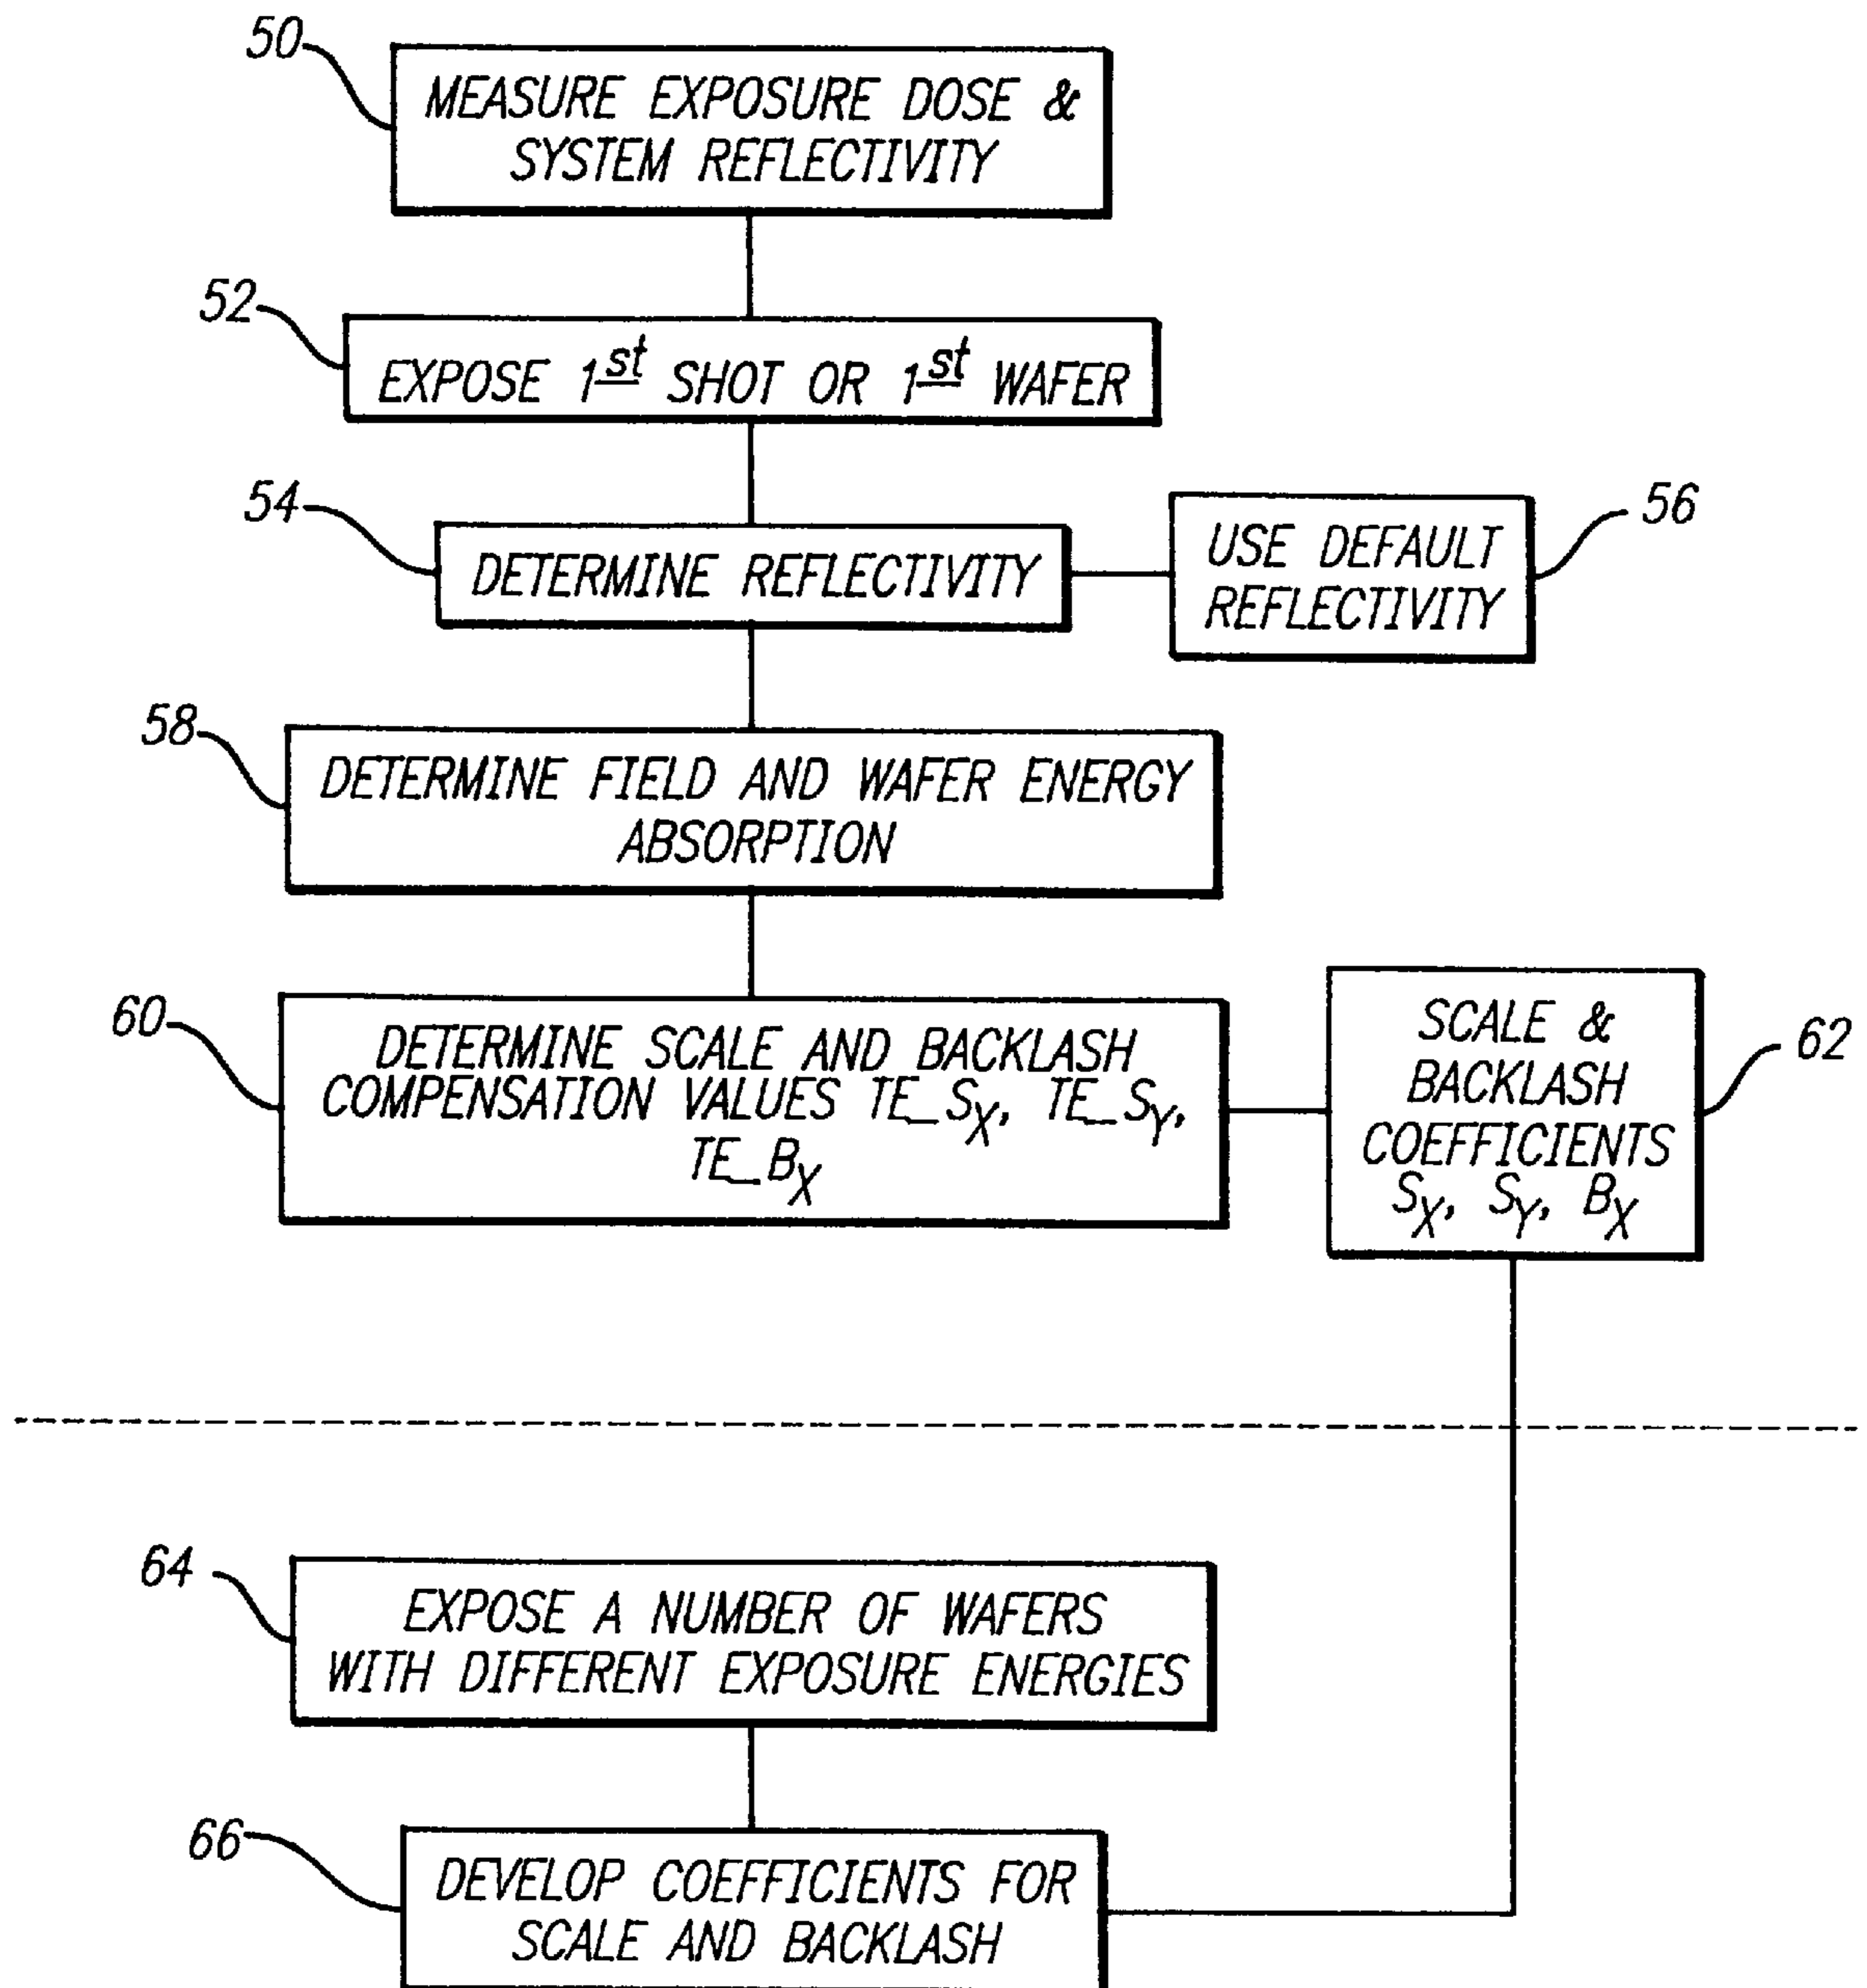 50
MEASURE EXPOSURE DOSE &
SYSTEM REFLECTIVITY
52
EXPOSE 1st SHOT OR 1st WAFER
54
DETERMINE REFLECTIVITY
56
USE DEFAULT
REFLECTIVITY
58
DETERMINE FIELD AND WAFER ENERGY
ABSORPTION
60
DETERMINE SCALE AND BACKLASH
COMPENSATION VALUES TE_SX, TE_SY,
TE_BX
62
SCALE &
BACKLASH
COEFFICIENTS
SX, SY, BX
64
EXPOSE A NUMBER OF WAFERS
WITH DIFFERENT EXPOSURE ENERGIES
66
DEVELOP COEFFICIENTS FOR
SCALE AND BACKLASH